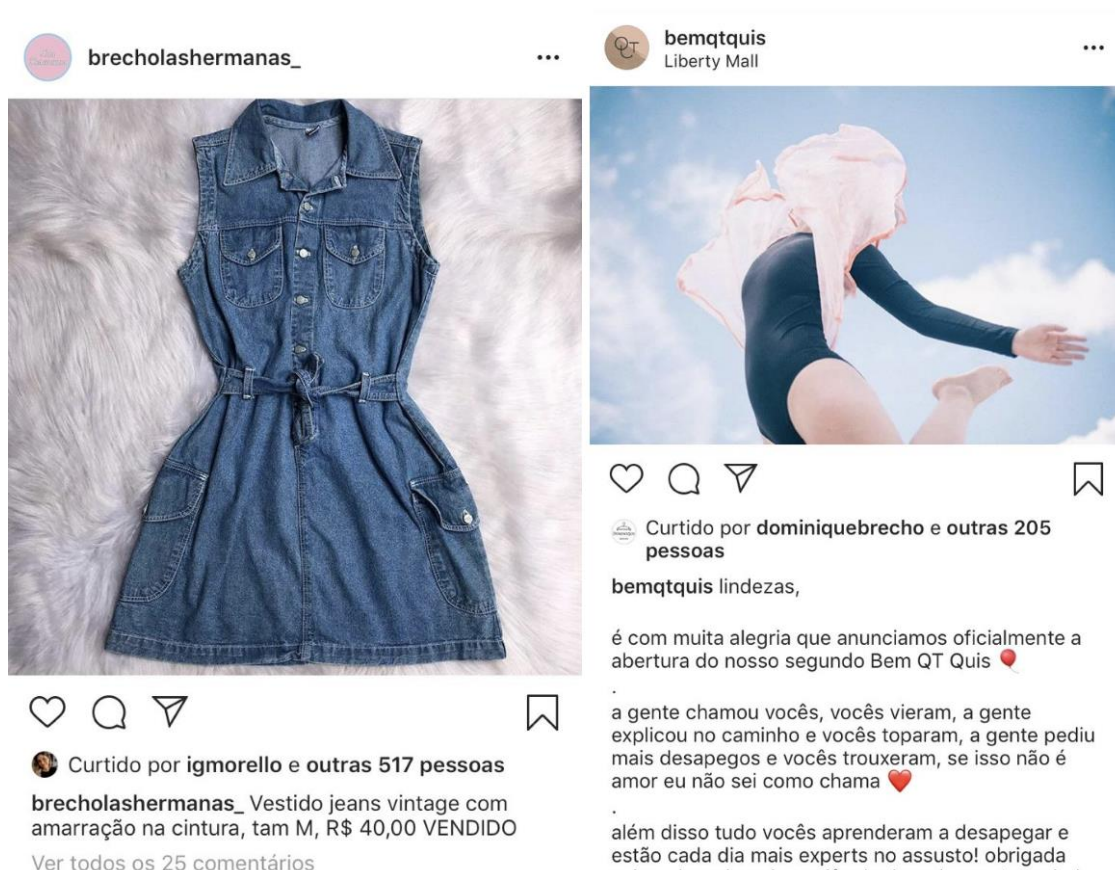 brecholashermanas_
Curtido por igmorello e outras 517 pessoas
brecholashermanas_ Vestido jeans vintage com
amarração na cintura, tam M, R$ 40,00 VENDIDO
Ver todos os 25 comentários
QT
bemqtquis
Liberty Mall
Curtido por dominiquebrecho e outras 205
pessoas
bemqtquis lindezas,
é com muita alegria que anunciamos oficialmente a
abertura do nosso segundo Bem QT Quis 🎈
.
a gente chamou vocês, vocês vieram, a gente
explicou no caminho e vocês toparam, a gente pediu
mais desapegos e vocês trouxeram, se isso não é
amor eu não sei como chama ❤️
.
além disso tudo vocês aprenderam a desapegar e
estão cada dia mais experts no assusto! obrigada